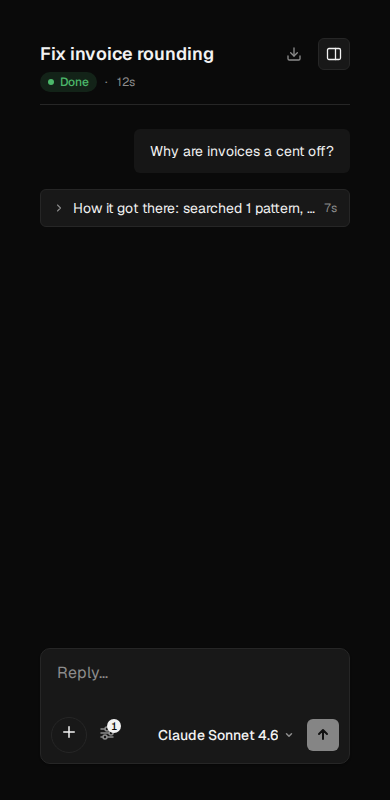 Fix invoice rounding
Done · 12s
Why are invoices a cent off?
How it got there: searched 1 pattern, ... 7s
Reply...
1
Claude Sonnet 4.6